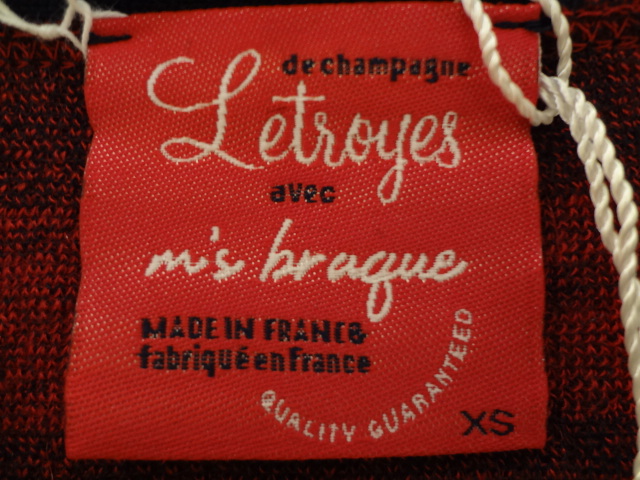 de champagne
Letroyes
avec
m's braque
MADE IN FRANCE
fabriqué en France
QUALITY GUARANTEED
XS